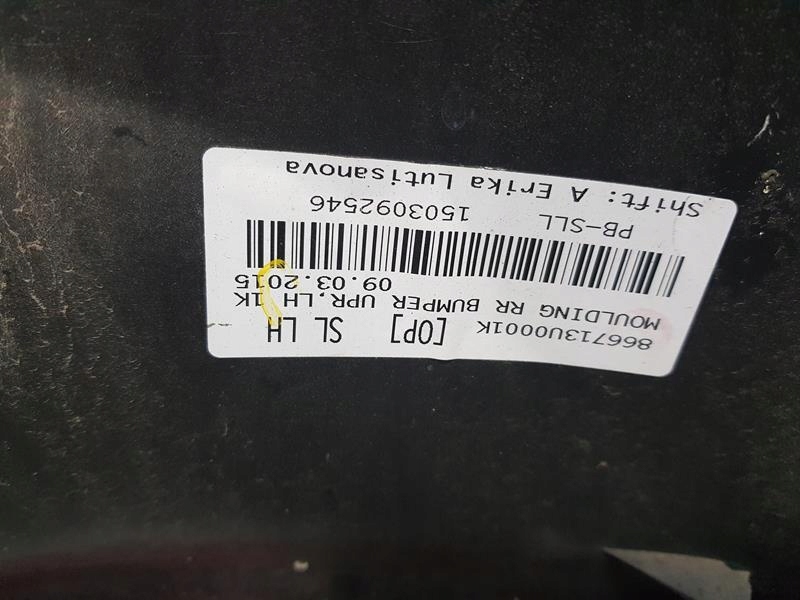 866713U0001K [OP] SL LH
MOULDING RR BUMPER UPR,LH 1K
09.03.2015
PB-SLL 1503092546
Shift: A Erika Lutisanova